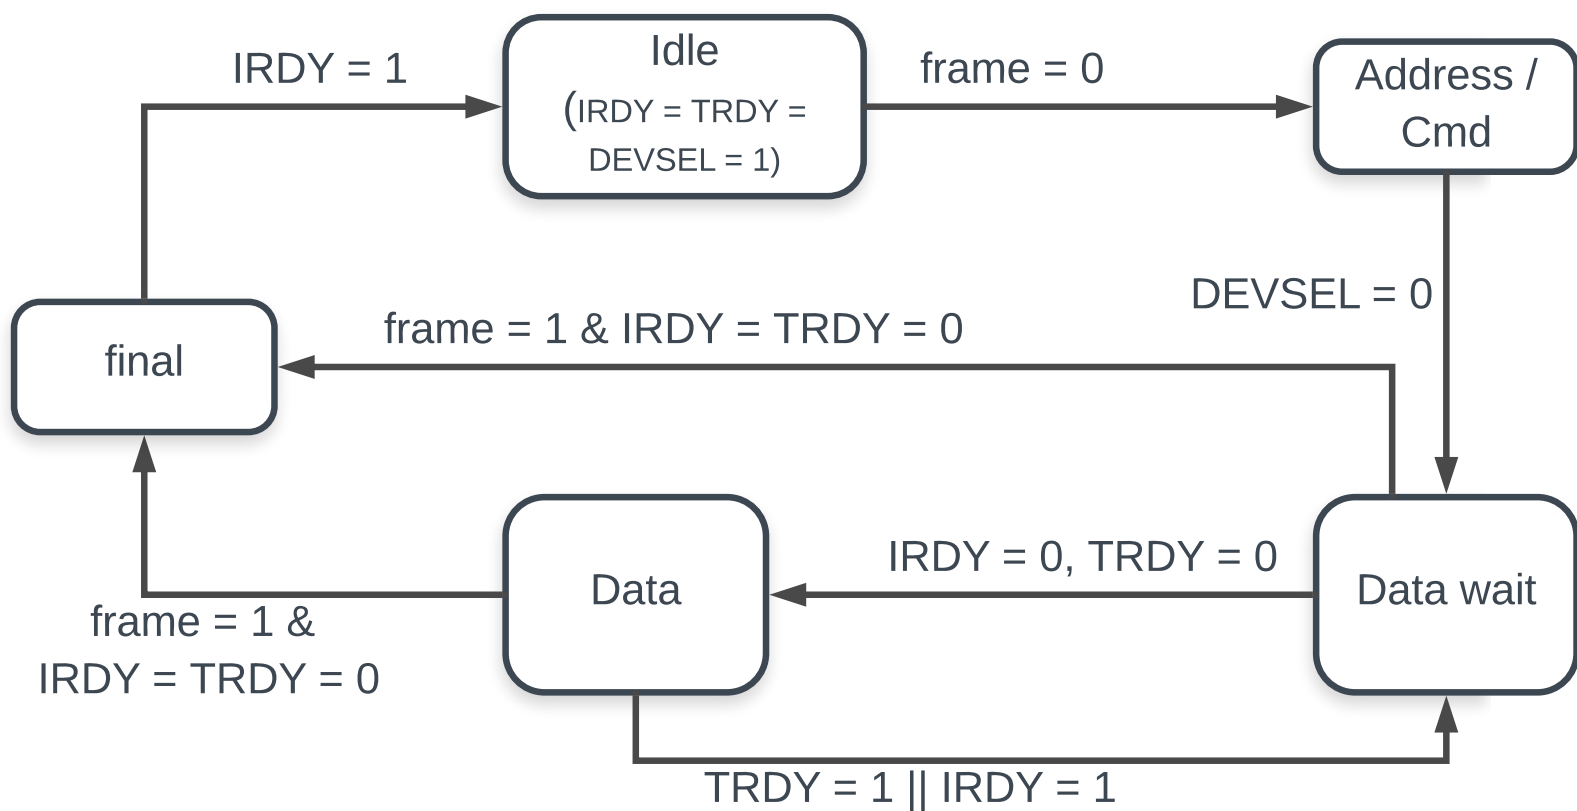 IRDY = 1
Idle
(IRDY = TRDY =
DEVSEL = 1)
frame = 0
Address /
Cmd
DEVSEL = 0
frame = 1 & IRDY = TRDY = 0
final
IRDY = 0, TRDY = 0
Data
Data wait
frame = 1 &
IRDY = TRDY = 0
TRDY = 1 || IRDY = 1